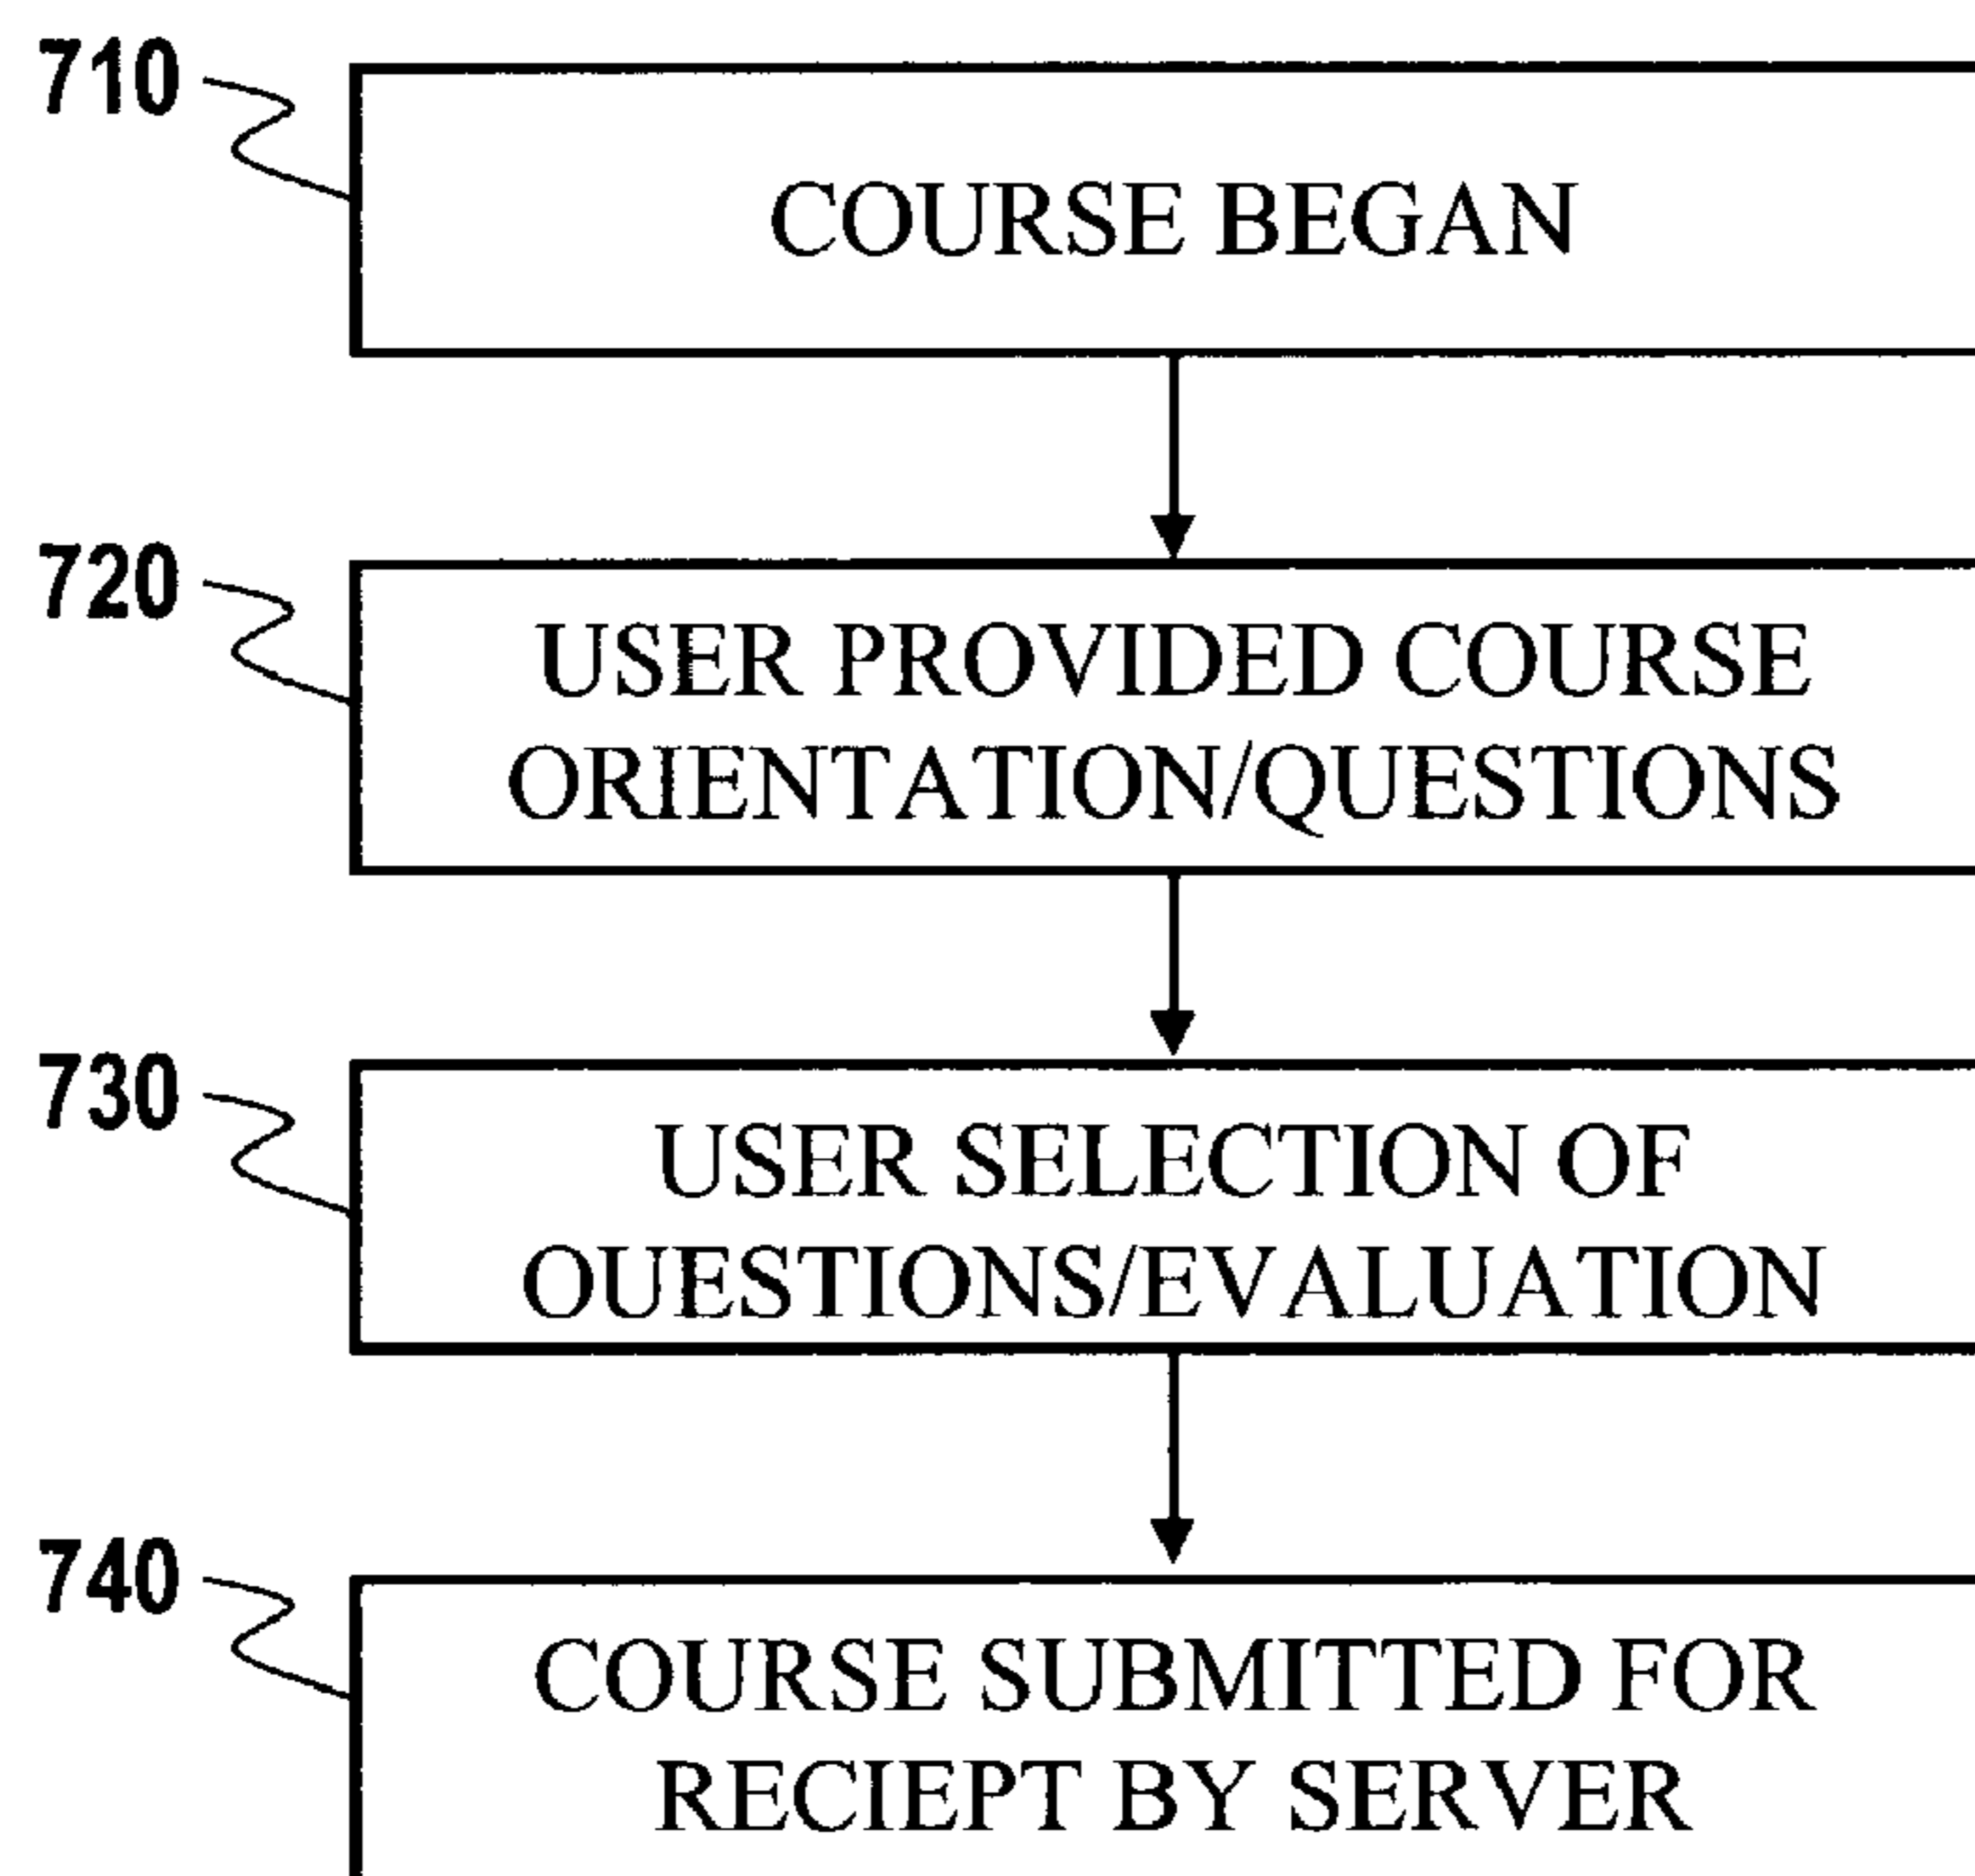 710
COURSE BEGAN
720
USER PROVIDED COURSE
ORIENTATION/QUESTIONS
730
USER SELECTION OF
OUESTIONS/EVALUATION
740
COURSE SUBMITTED FOR
RECIEPT BY SERVER